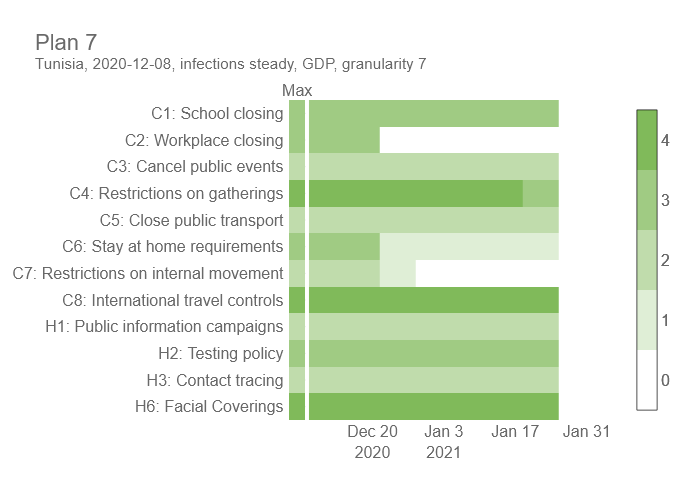 Plan 7
Tunisia, 2020-12-08, infections steady, GDP, granularity 7
Max
C1: School closing
C2: Workplace closing
C3: Cancel public events
C4: Restrictions on gatherings
C5: Close public transport
C6: Stay at home requirements
C7: Restrictions on internal movement
C8: International travel controls
H1: Public information campaigns
H2: Testing policy
H3: Contact tracing
H6: Facial Coverings
Dec 20 Jan 3 Jan 17 Jan 31
2020 2021
4
3
2
1
0